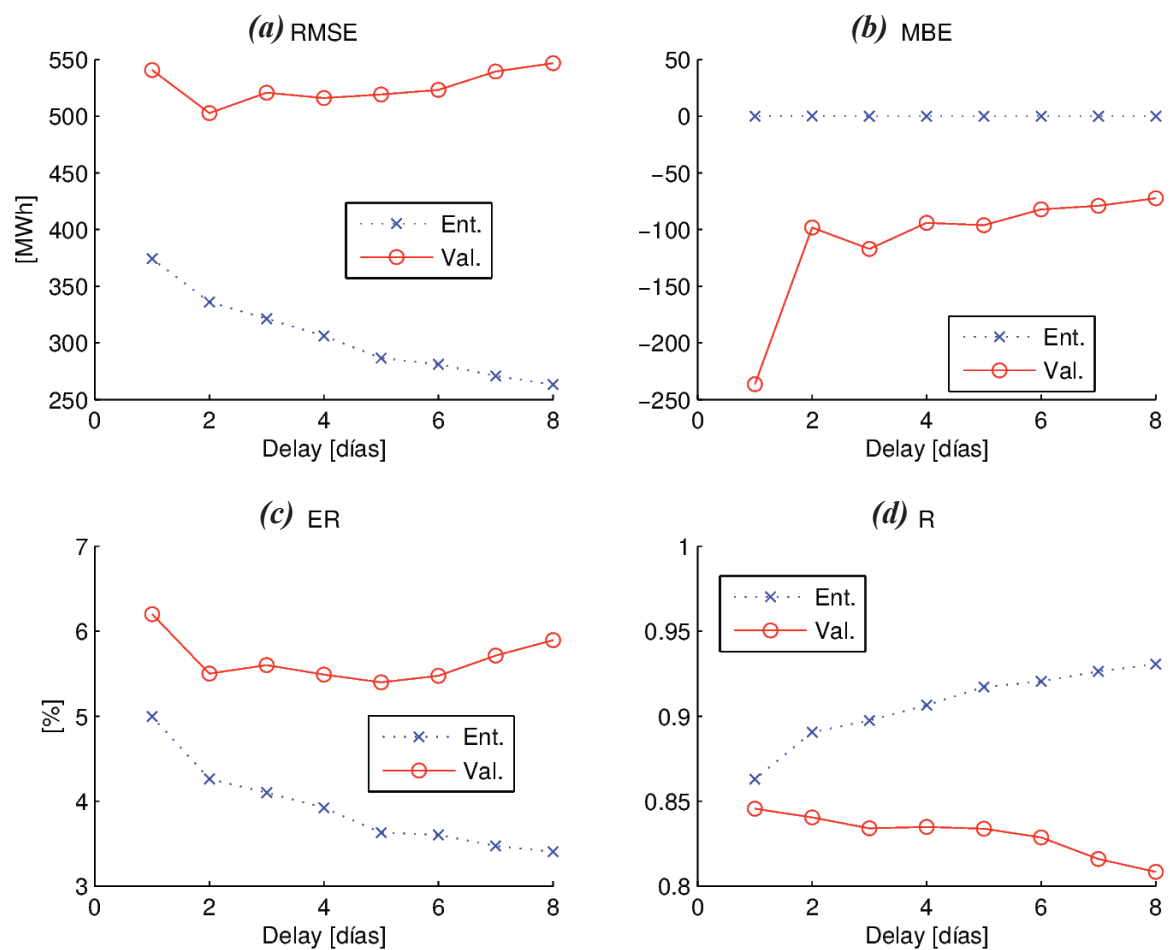 (a) RMSE
550
500
450
400
350
300
250
[MWh]
0 2 4 6 8
Delay [días]
Ent.
Val.
(b) MBE
50
0
−50
−100
−150
−200
−250
0 2 4 6 8
Delay [días]
Ent.
Val.
(c) ER
7
6
5
4
3
[%]
0 2 4 6 8
Delay [días]
Ent.
Val.
(d) R
1
0.95
0.9
0.85
0.8
0 2 4 6 8
Delay [días]
Ent.
Val.